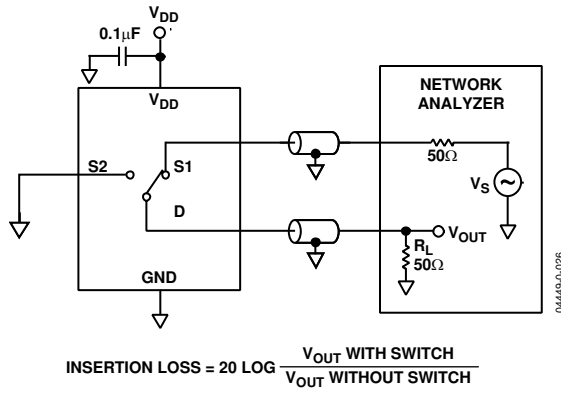 VDD
0.1μF
VDD
NETWORK
ANALYZER
S2
S1
50Ω
VS
D
VOUT
RL
50Ω
GND
04449-0-026
INSERTION LOSS = 20 LOG VOUT WITH SWITCH
VOUT WITHOUT SWITCH